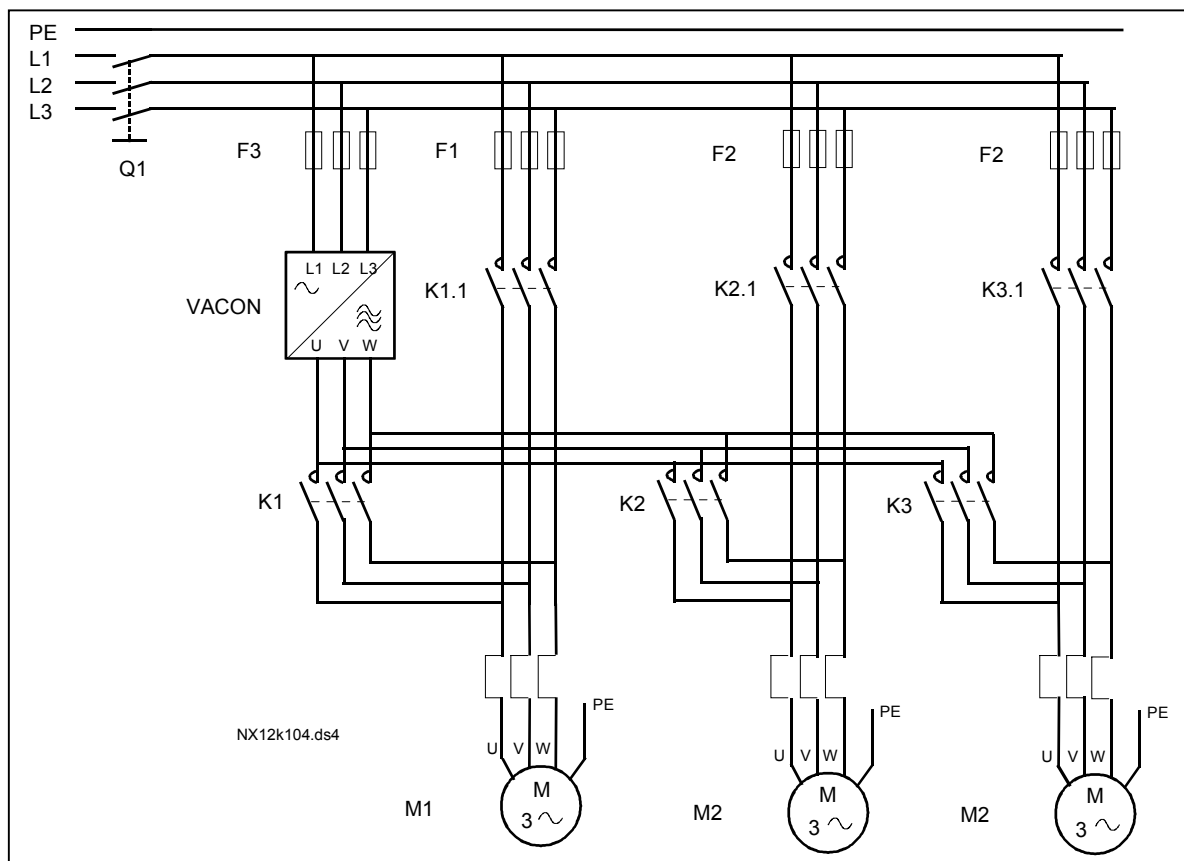 PE
L1
L2
L3
Q1
F3
F1
F2
F2
L1 L2 L3
VACON
U V W
K1.1
K2.1
K3.1
K1
K2
K3
PE
PE
PE
NX12k104.ds4
U V W
U V W
U V W
M1
M
3
M2
M
3
M2
M
3